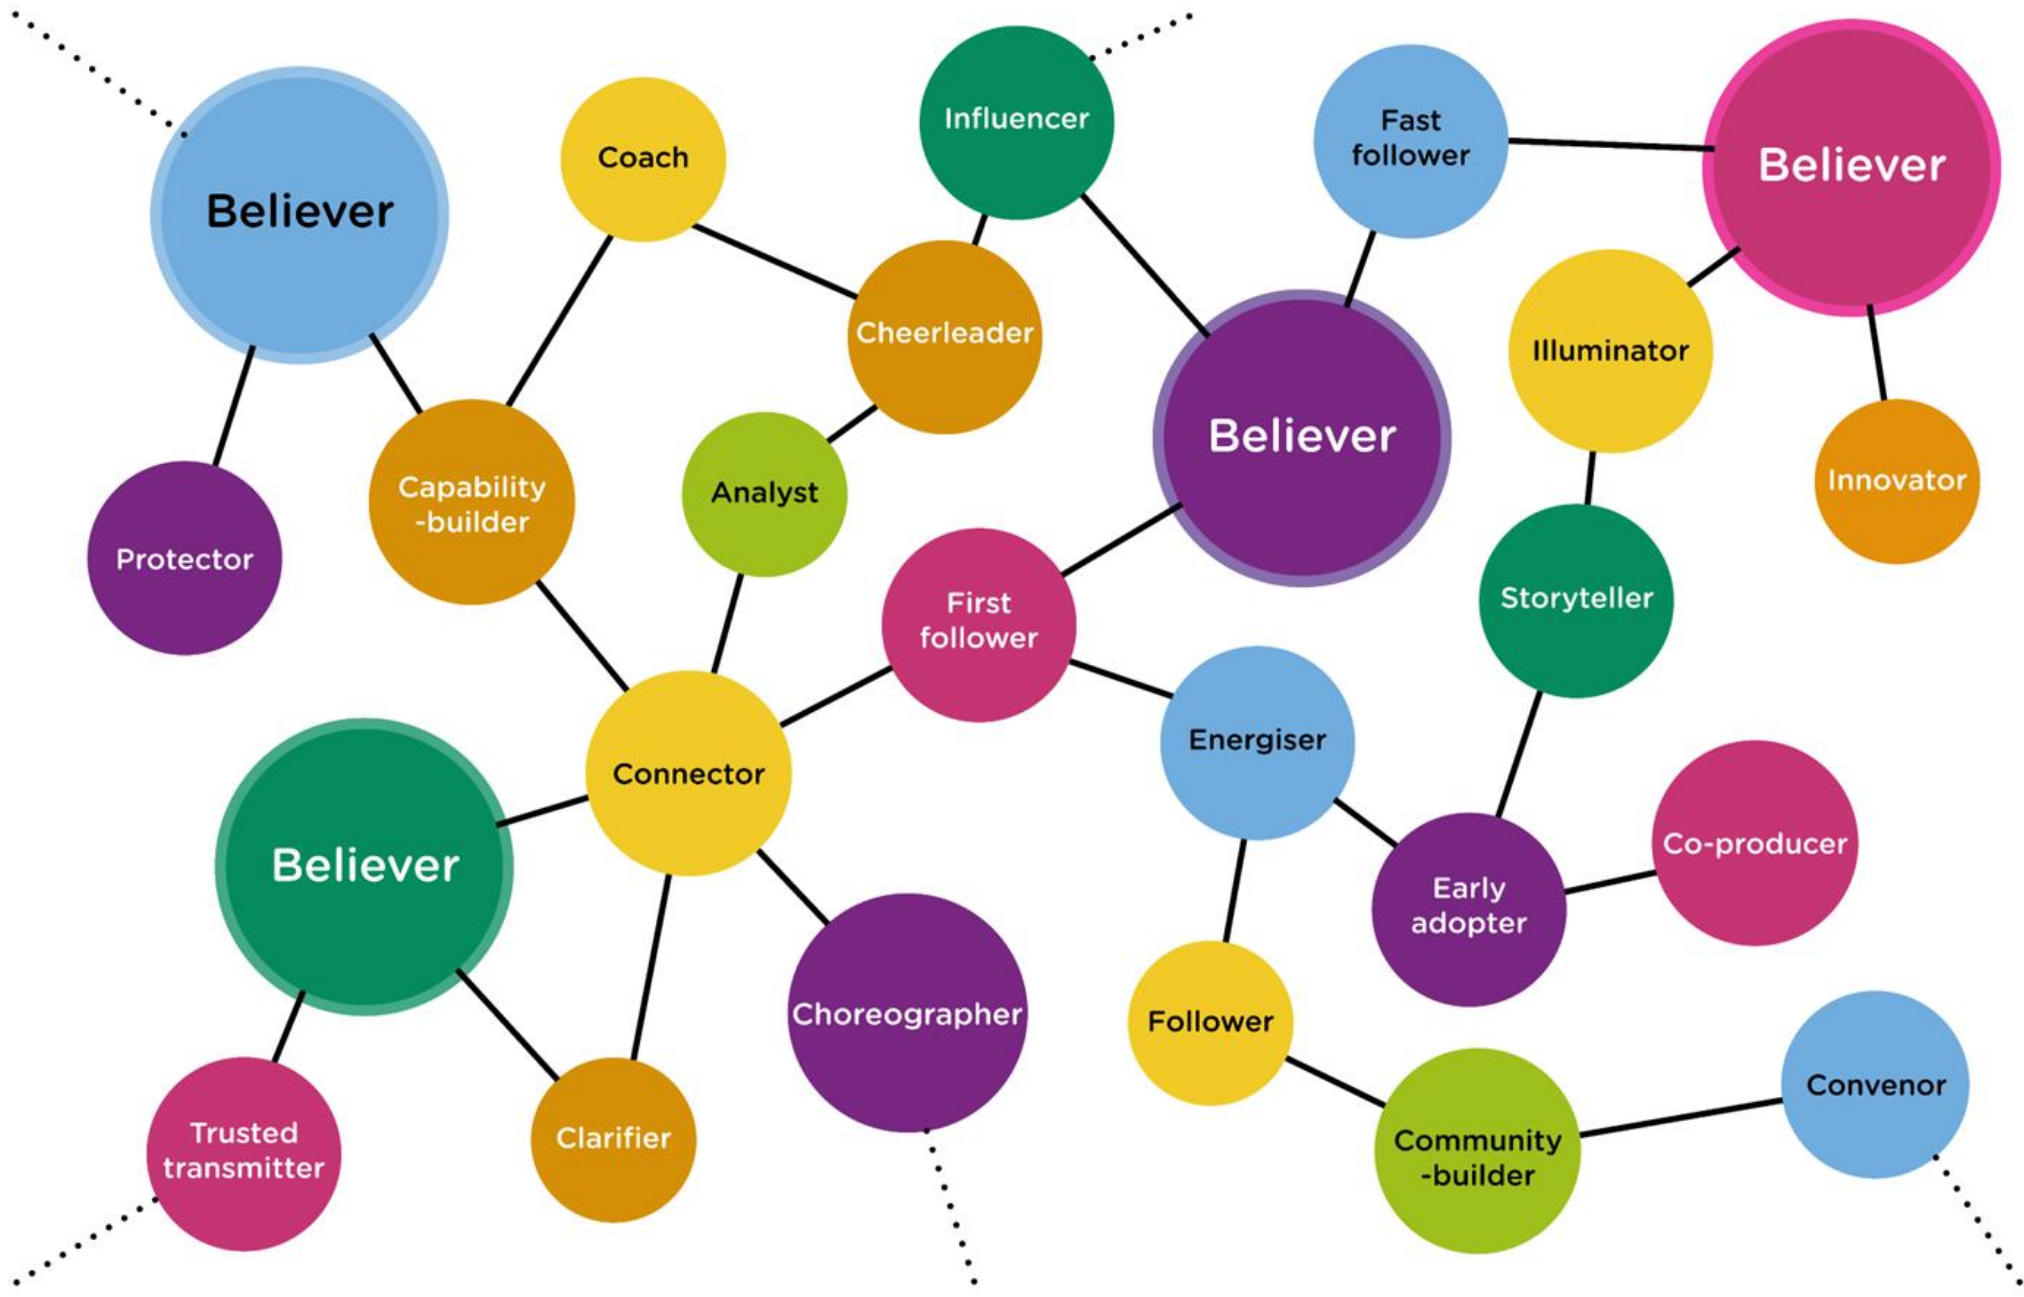 Influencer
Fast
follower
Believer
Coach
Believer
Cheerleader
Illuminator
Believer
Capability
-builder
Analyst
Innovator
Protector
First
follower
Storyteller
Energiser
Connector
Believer
Co-producer
Early
adopter
Choreographer
Follower
Convenor
Trusted
transmitter
Clarifier
Community
-builder